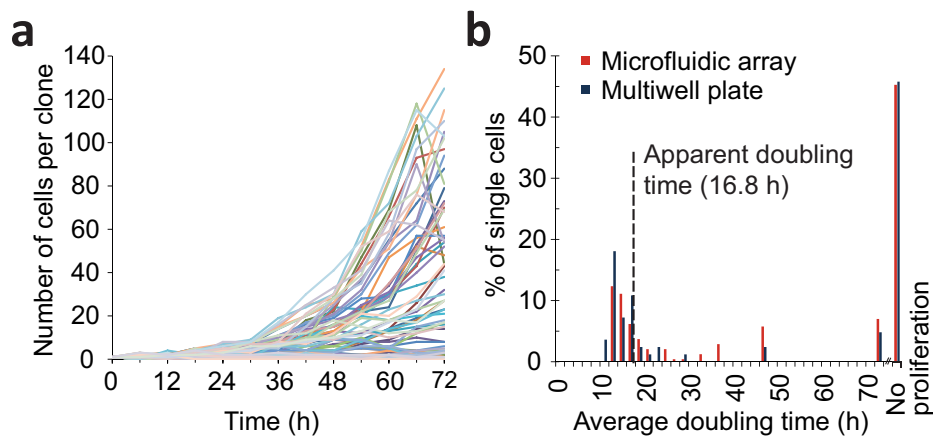 a
Number of cells per clone
140
120
100
80
60
40
20
0
0 12 24 36 48 60 72
Time (h)
b
% of single cells
50
40
30
20
10
0
Microfluidic array
Multiwell plate
Apparent doubling
time (16.8 h)
0 10 20 30 40 50 60 70
No
proliferation
Average doubling time (h)